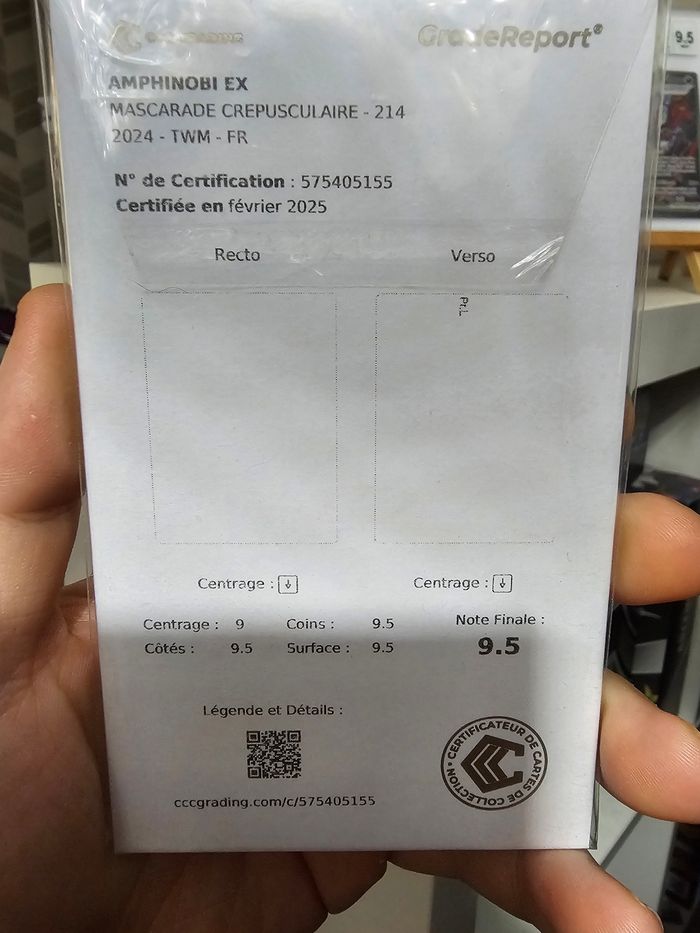 CCCGRADING
GradeReport®
9.5
AMPHINOBI EX
MASCARADE CREPUSCULAIRE - 214
2024 - TWM - FR
N° de Certification : 575405155
Certifiée en février 2025
Recto
Verso
Pr.L
Centrage :
Centrage :
Centrage : 9 Coins : 9.5
Note Finale :
Côtés : 9.5 Surface : 9.5
9.5
Légende et Détails :
cccgrading.com/c/575405155
CERTIFICATEUR DE CARTES DE COLLECTION